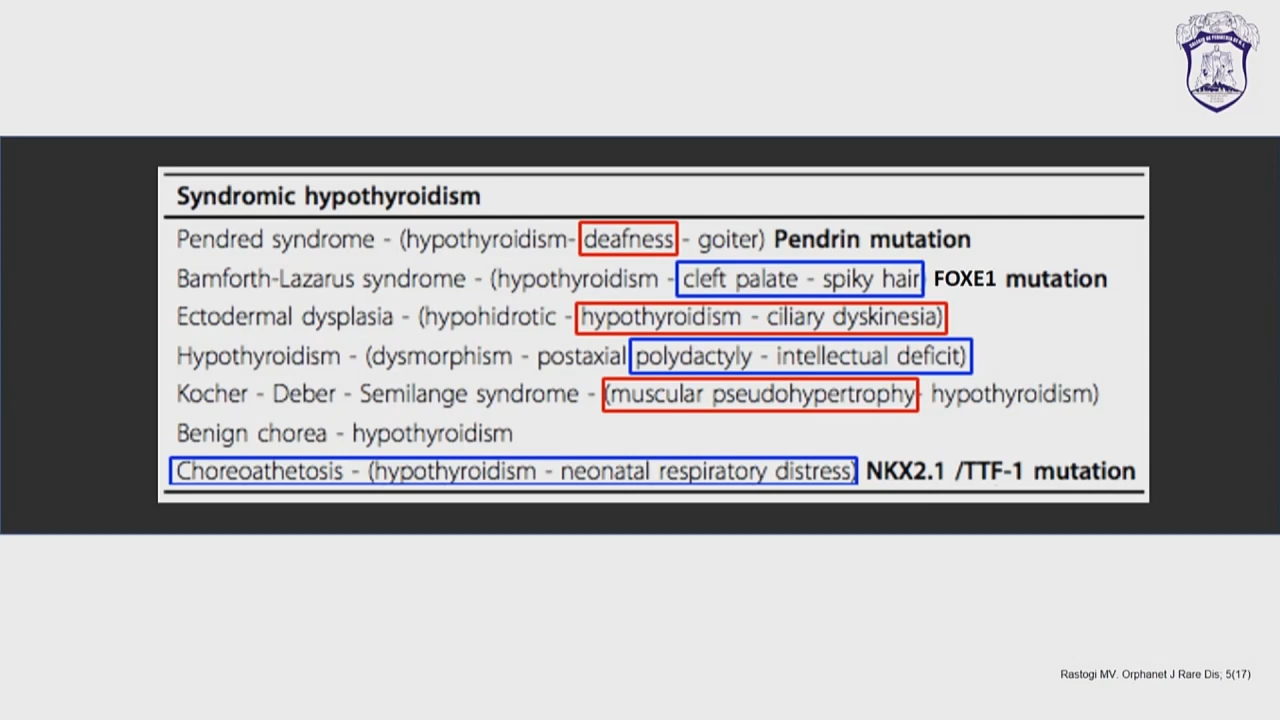 Syndromic hypothyroidism
Pendred syndrome - (hypothyroidism- deafness - goiter) Pendrin mutation
Bamforth-Lazarus syndrome - (hypothyroidism - cleft palate - spiky hair FOXE1 mutation
Ectodermal dysplasia - (hypohidrotic - hypothyroidism - ciliary dyskinesia)
Hypothyroidism - (dysmorphism - postaxial polydactyly - intellectual deficit)
Kocher - Deber - Semilange syndrome - (muscular pseudohypertrophy- hypothyroidism)
Benign chorea - hypothyroidism
Choreoathetosis - (hypothyroidism - neonatal respiratory distress) NKX2.1 /TTF-1 mutation
Rastogi MV. Orphanet J Rare Dis; 5(17)